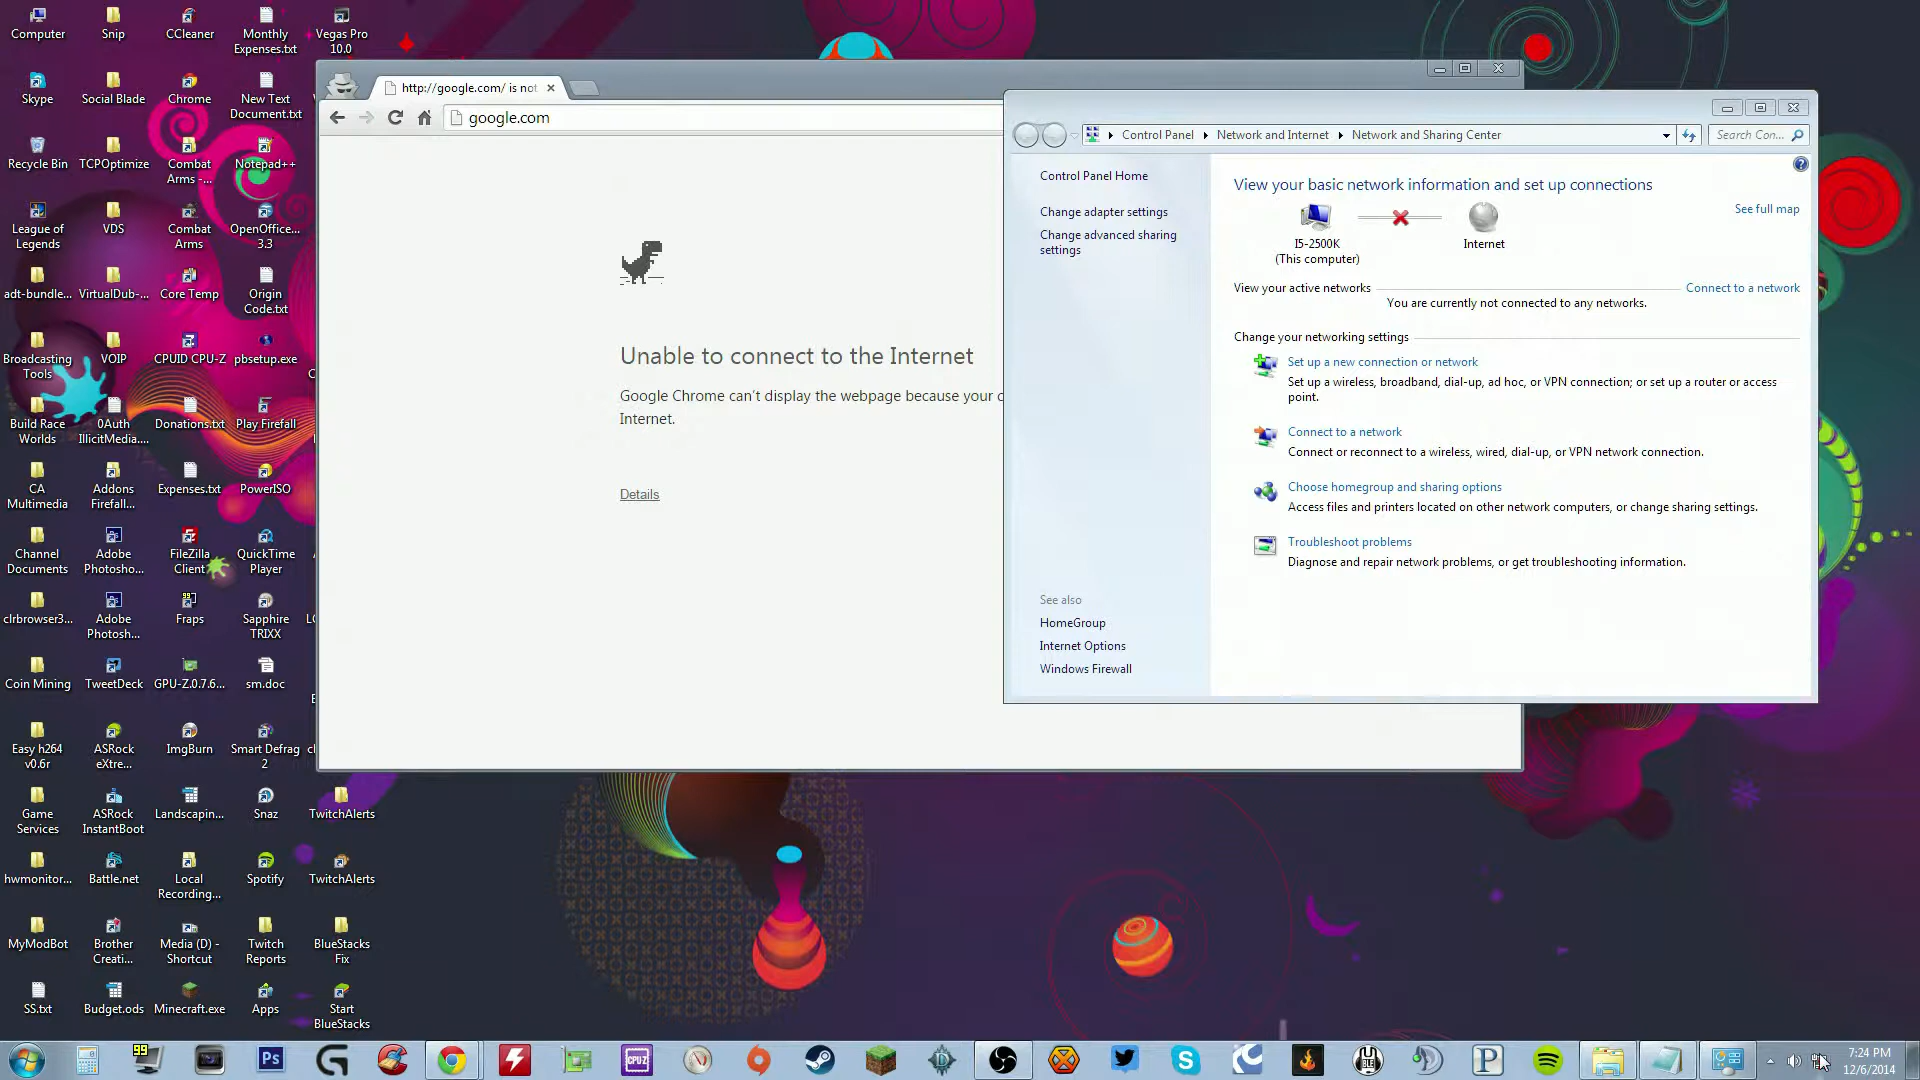 Computer
Snip
CCleaner
Monthly
Expenses.txt
Vegas Pro
10.0
Skype
Social Blade
Chrome
New Text
Document.txt
Recycle Bin
TCPOptimize
Combat
Arms -...
Notepad++
League of
Legends
VDS
Combat
Arms
OpenOffice...
3.3
adt-bundle...
VirtualDub-...
Core Temp
Origin
Code.txt
Broadcasting
Tools
VOIP
CPUID CPU-Z
pbsetup.exe
Build Race
Worlds
0Auth
IllicitMedia....
Donations.txt
Play Firefall
CA
Multimedia
Addons
Firefall...
Expenses.txt
PowerISO
Channel
Documents
Adobe
Photosho...
FileZilla
Client
QuickTime
Player
clrbrowser3...
Adobe
Photosh...
Fraps
Sapphire
TRIXX
Coin Mining
TweetDeck
GPU-Z.0.7.6...
sm.doc
Easy h264
v0.6r
ASRock
eXtre...
ImgBurn
Smart Defrag
2
Game
Services
ASRock
InstantBoot
Landscapin...
Snaz
TwitchAlerts
hwmonitor...
Battle.net
Local
Recording...
Spotify
TwitchAlerts
MyModBot
Brother
Creati...
Media (D) -
Shortcut
Twitch
Reports
BlueStacks
Fix
SS.txt
Budget.ods
Minecraft.exe
Apps
Start
BlueStacks
http://google.com/ is not
google.com
Unable to connect to the Internet
Google Chrome can't display the webpage because your c
Internet.
Details
Control Panel
Network and Internet
Network and Sharing Center
Search Con...
Control Panel Home
Change adapter settings
Change advanced sharing
settings
See also
HomeGroup
Internet Options
Windows Firewall
View your basic network information and set up connections
See full map
I5-2500K
(This computer)
Internet
View your active networks
Connect to a network
You are currently not connected to any networks.
Change your networking settings
Set up a new connection or network
Set up a wireless, broadband, dial-up, ad hoc, or VPN connection; or set up a router or access
point.
Connect to a network
Connect or reconnect to a wireless, wired, dial-up, or VPN network connection.
Choose homegroup and sharing options
Access files and printers located on other network computers, or change sharing settings.
Troubleshoot problems
Diagnose and repair network problems, or get troubleshooting information.
99
Ps
CPU-Z
7:24 PM
12/6/2014